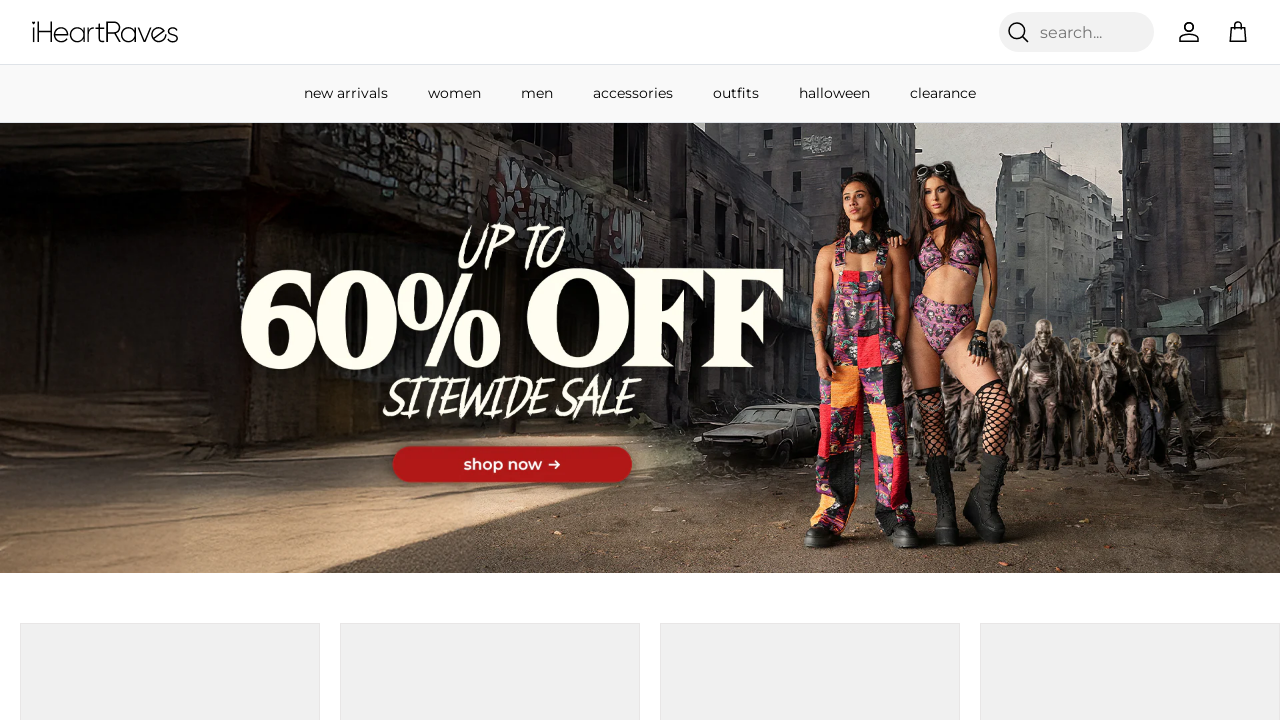 iHeartRaves
search...
new arrivals
women
men
accessories
outfits
halloween
clearance
UP TO
60% OFF
SITEWIDE SALE
shop now →